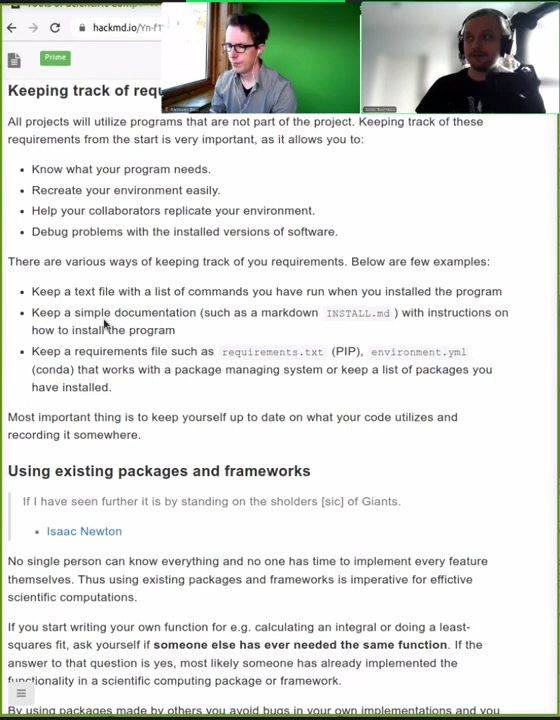 hackmd.io/Yn-F1
Prime
Keeping track of requ
All projects will utilize programs that are not part of the project. Keeping track of these
requirements from the start is very important, as it allows you to:
• Know what your program needs.
• Recreate your environment easily.
• Help your collaborators replicate your environment.
• Debug problems with the installed versions of software.
There are various ways of keeping track of you requirements. Below are few examples:
• Keep a text file with a list of commands you have run when you installed the program
• Keep a simple documentation (such as a markdown INSTALL.md ) with instructions on
how to install the program
• Keep a requirements file such as requirements.txt (PIP), environment.yml
(conda) that works with a package managing system or keep a list of packages you
have installed.
Most important thing is to keep yourself up to date on what your code utilizes and
recording it somewhere.
Using existing packages and frameworks
If I have seen further it is by standing on the sholders [sic] of Giants.
• Isaac Newton
No single person can know everything and no one has time to implement every feature
themselves. Thus using existing packages and frameworks is imperative for effictive
scientific computations.
If you start writing your own function for e.g. calculating an integral or doing a least-
squares fit, ask yourself if someone else has ever needed the same function. If the
answer to that question is yes, most likely someone has already implemented the
functionality in a scientific computing package or framework.
By using packages made by others you avoid bugs in your own implementations and you